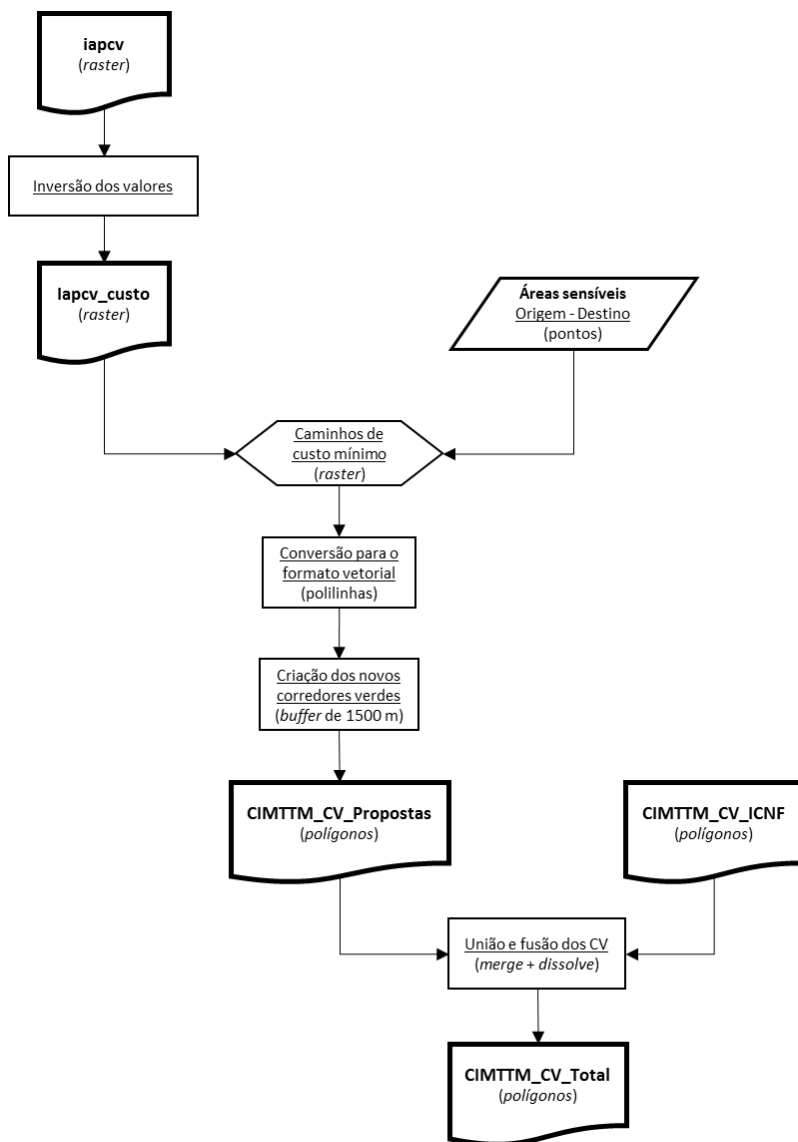 iapcv
(raster)
Inversão dos valores
Iapcv_custo
(raster)
Áreas sensíveis
Origem - Destino
(pontos)
Caminhos de
custo mínimo
(raster)
Conversão para o
formato vetorial
(polilinhas)
Criação dos novos
corredores verdes
(buffer de 1500 m)
CIMTTM_CV_Propostas
(polígonos)
CIMTTM_CV_ICNF
(polígonos)
União e fusão dos CV
(merge + dissolve)
CIMTTM_CV_Total
(polígonos)